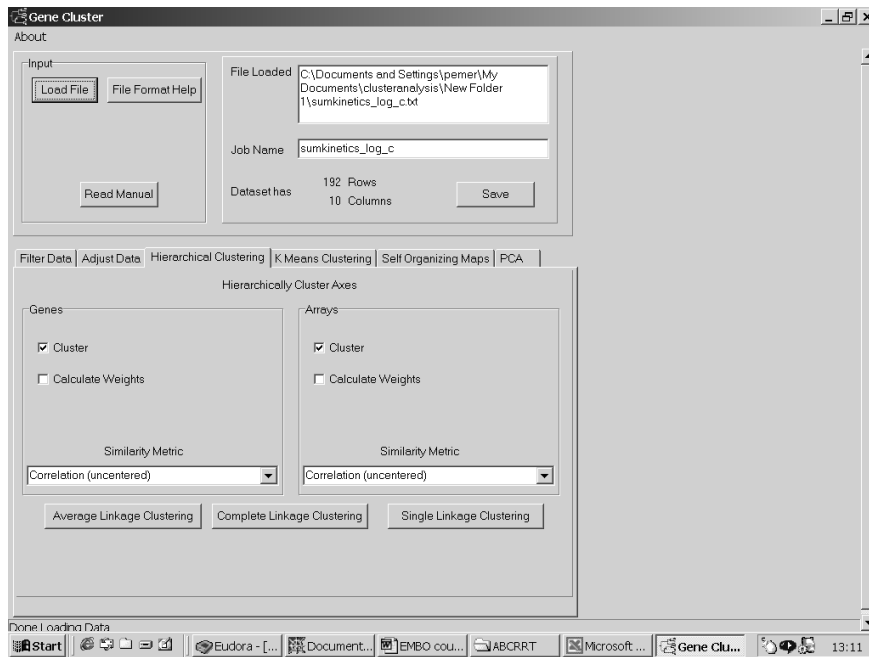 Gene Cluster
About
Input
Load File
File Format Help
Read Manual
File Loaded
C:\Documents and Settings\pemer\My
Documents\clusteranalysis\New Folder
1\sumkinetics_log_c.txt
Job Name
sumkinetics_log_c
Dataset has
192 Rows
10 Columns
Save
Filter Data
Adjust Data
Hierarchical Clustering
K Means Clustering
Self Organizing Maps
PCA
Hierarchically Cluster Axes
Genes
Cluster
Calculate Weights
Similarity Metric
Correlation (uncentered)
Arrays
Cluster
Calculate Weights
Similarity Metric
Correlation (uncentered)
Average Linkage Clustering
Complete Linkage Clustering
Single Linkage Clustering
Done Loading Data
Start
Eudora - [...
Document...
EMBO cou...
ABCRRT
Microsoft ...
Gene Clu...
13:11